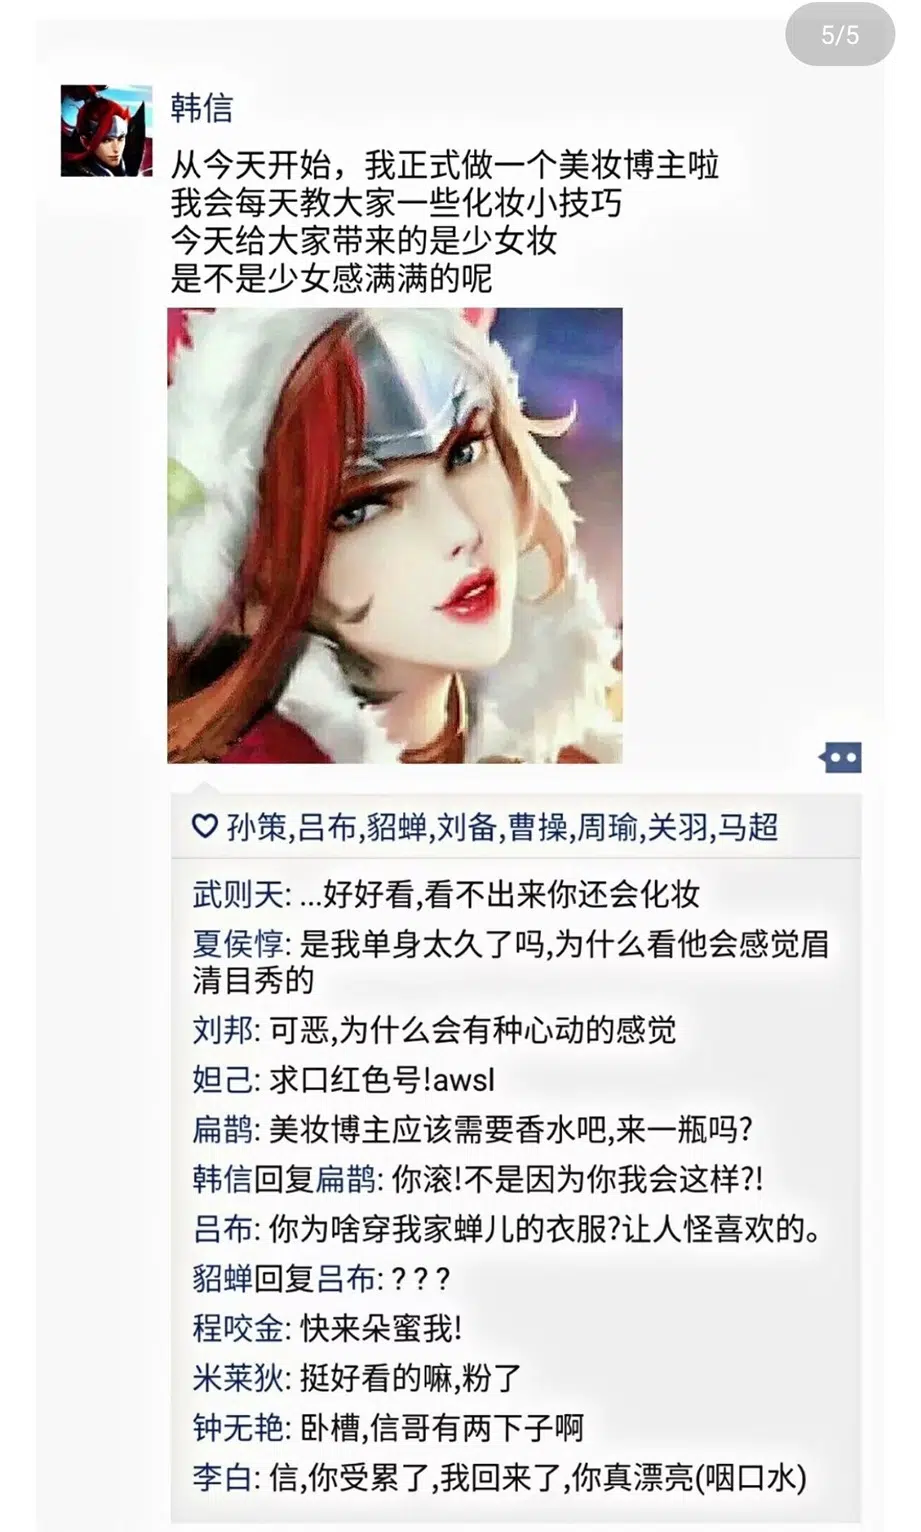 5/5
韩信
从今天开始，我正式做一个美妆博主啦
我会每天教大家一些化妆小技巧
今天给大家带来的是少女妆
是不是少女感满满的呢
孙策,吕布,貂蝉,刘备,曹操,周瑜,关羽,马超
武则天: ...好好看,看不出来你还会化妆
夏侯惇: 是我单身太久了吗,为什么看他会感觉眉
清目秀的
刘邦: 可恶,为什么会有种心动的感觉
妲己: 求口红色号!awsl
扁鹊: 美妆博主应该需要香水吧,来一瓶吗?
韩信回复扁鹊: 你滚!不是因为你我会这样?!
吕布: 你为啥穿我家蝉儿的衣服?让人怪喜欢的。
貂蝉回复吕布: ? ? ?
程咬金: 快来朵蜜我!
米莱狄: 挺好看的嘛,粉了
钟无艳: 卧槽,信哥有两下子啊
李白: 信,你受累了,我回来了,你真漂亮(咽口水)